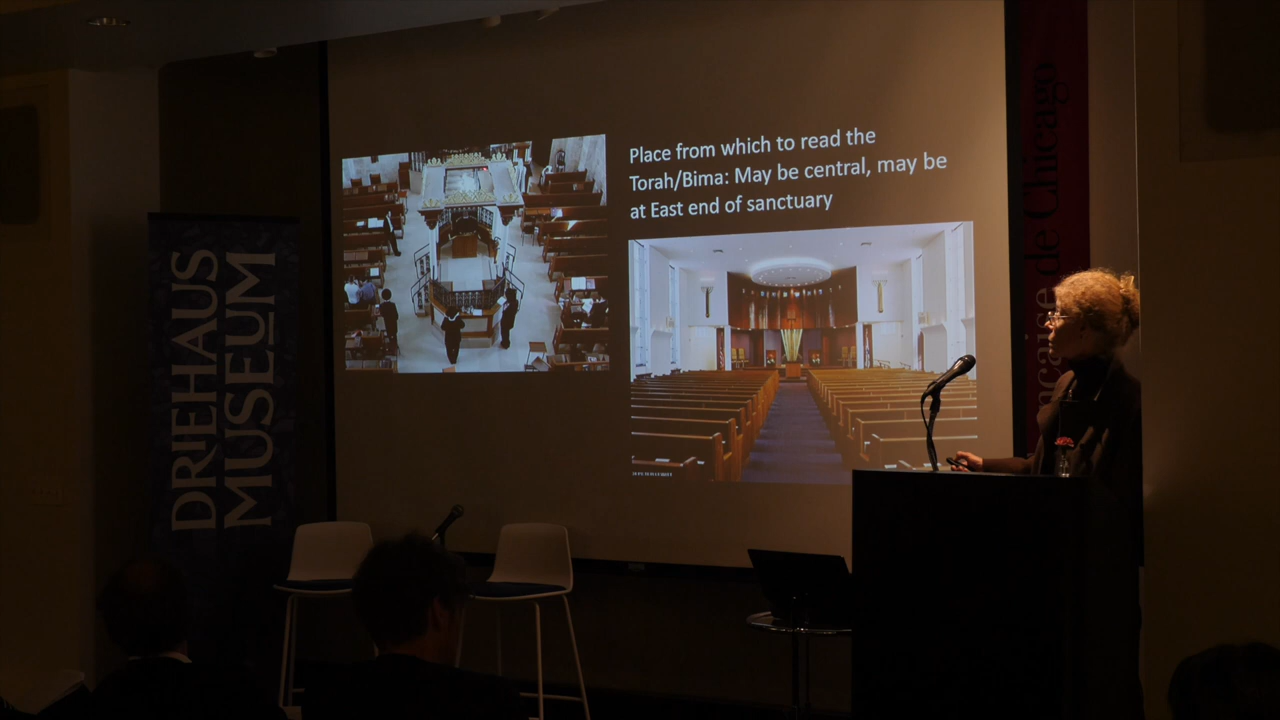 DRIEHAUS
MUSEUM
Place from which to read the
Torah/Bima: May be central, may be
at East end of sanctuary
de Chicago